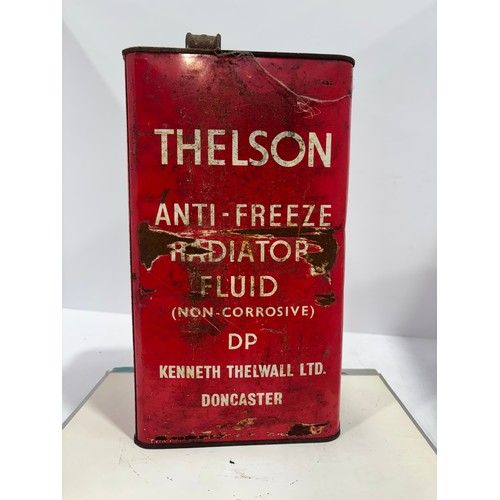 THELSON
ANTI-FREEZE
RADIATOR
FLUID
(NON-CORROSIVE)
DP
KENNETH THELWALL LTD.
DONCASTER